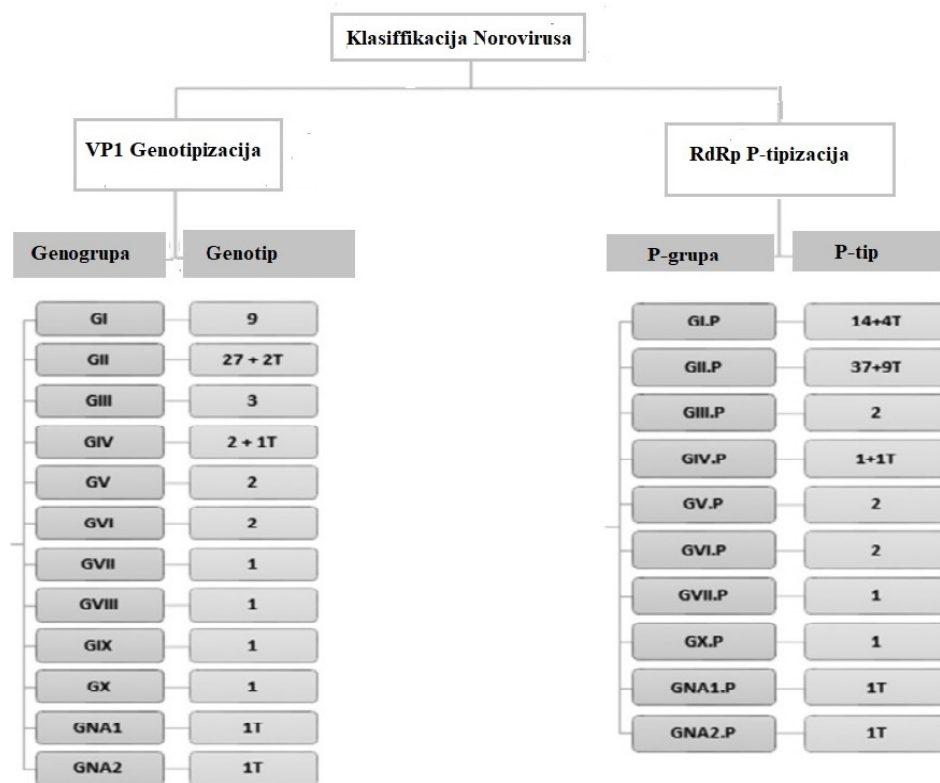 Klasiffikacija Norovirusa
VP1 Genotipizacija
RdRp P-tipizacija
Genogrupa Genotip
P-grupa P-tip
GI 9
GII 27 + 2T
GIII 3
GIV 2 + 1T
GV 2
GVI 2
GVII 1
GVIII 1
GIX 1
GX 1
GNA1 1T
GNA2 1T
GI.P 14+4T
GII.P 37+9T
GIII.P 2
GIV.P 1+1T
GV.P 2
GVI.P 2
GVII.P 1
GX.P 1
GNA1.P 1T
GNA2.P 1T